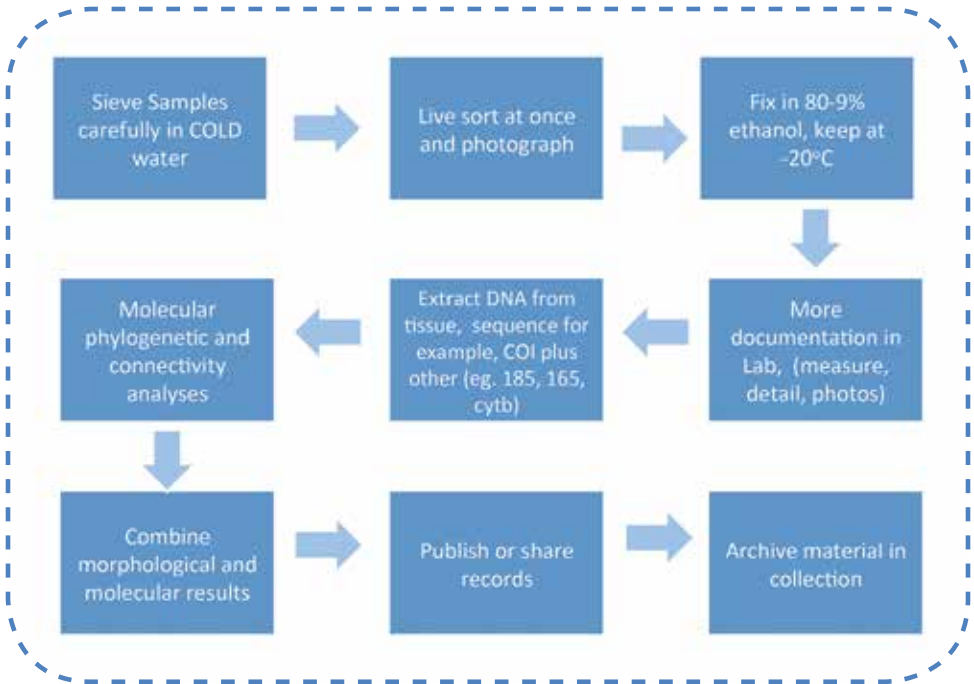 Sieve Samples
carefully in COLD
water
Live sort at once
and photograph
Fix in 80-9%
ethanol, keep at
-20°C
More
documentation in
Lab, (measure,
detail, photos)
Extract DNA from
tissue, sequence for
example, COI plus
other (eg. 185, 165,
cytb)
Molecular
phylogenetic and
connectivity
analyses
Combine
morphological and
molecular results
Publish or share
records
Archive material in
collection